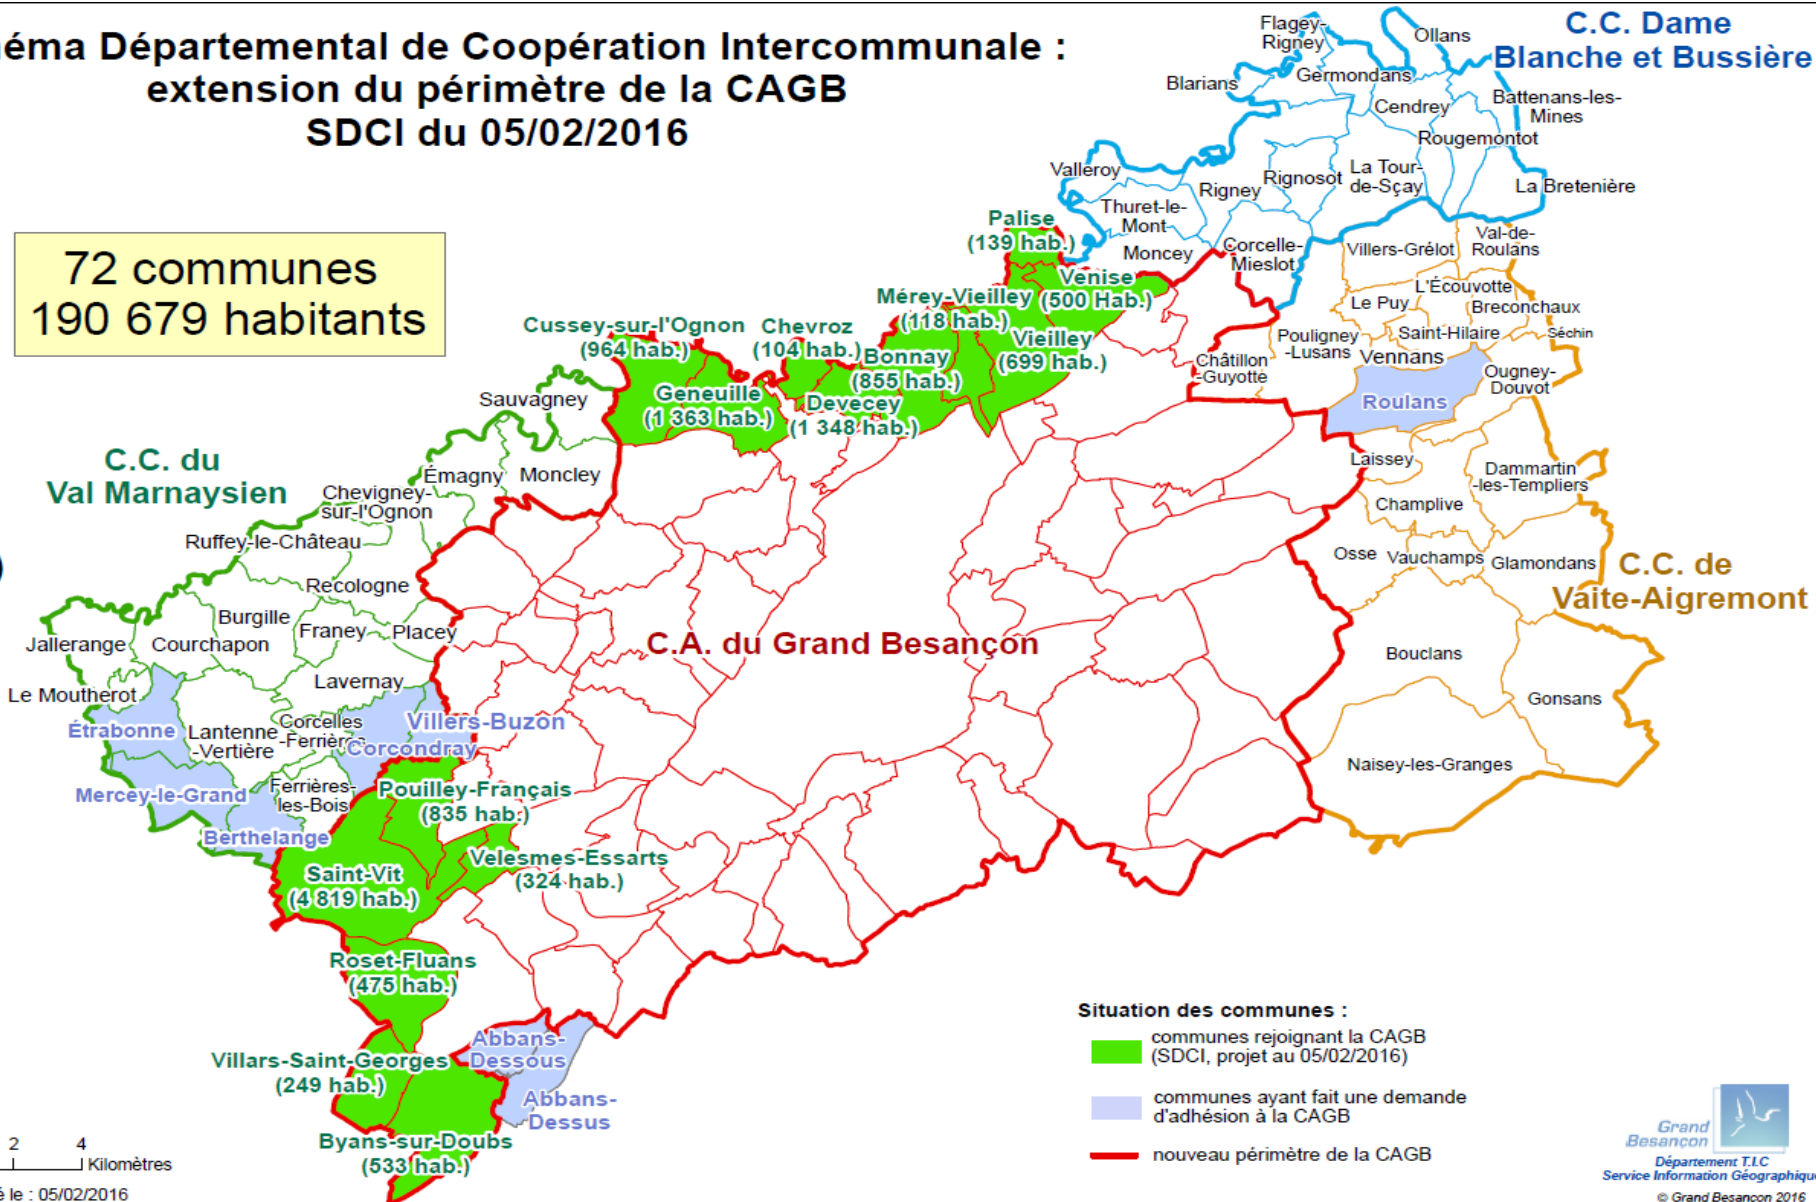 éma Départemental de Coopération Intercommunale :
extension du périmètre de la CAGB
SDCI du 05/02/2016
72 communes
190 679 habitants
C.C. Dame
Blanche et Bussière
Flagey-
Rigney
Ollans
Blarians
Germondans
Cendrey
Battenans-les-
Mines
Rougemontot
Valleroy
Rigney
Rignosot
La Tour-
de-Sçay
La Bretenière
Thuret-le-
Mont
Moncey
Corcelle-
Mieslot
Palise
(139 hab.)
Venise
(500 Hab.)
Mérey-Vieilley
(118 hab.)
Vieilley
(699 hab.)
Cussey-sur-l'Ognon
(964 hab.)
Chevroz
(104 hab.)
Bonnay
(855 hab.)
Geneuille
(1 363 hab.)
Devecey
(1 348 hab.)
Villers-Grélot
Val-de-
Roulans
L'Écouvotte
Le Puy
Breconchaux
Pouligney
-Lusans
Saint-Hilaire
Séchin
Châtillon
-Guyotte
Vennans
Ougney-
Douvot
Roulans
Laissey
Dammartin
-les-Templiers
Champlive
Osse
Vauchamps
Glamondans
C.C. de
Vaite-Aigremont
Bouclans
Gonsans
Naisey-les-Granges
Sauvagney
C.C. du
Val Marnaysien
Émagny
Moncley
Chevigney-
sur-l'Ognon
Ruffey-le-Château
Recologne
Burgille
Jallerange
Courchapon
Franey
Placey
C.A. du Grand Besançon
Le Moutherot
Lavernay
Étrabonne
Lantenne
-Vertière
Corcelles
-Ferrières
Villers-Buzon
Corcondray
Mercey-le-Grand
Ferrières-
les-Bois
Pouilley-Français
(835 hab.)
Berthelange
Saint-Vit
(4 819 hab.)
Velesmes-Essarts
(324 hab.)
Roset-Fluans
(475 hab.)
Villars-Saint-Georges
(249 hab.)
Abbans-
Dessous
Abbans-
Dessus
Byans-sur-Doubs
(533 hab.)
Situation des communes :
communes rejoignant la CAGB
(SDCI, projet au 05/02/2016)
communes ayant fait une demande
d'adhésion à la CAGB
nouveau périmètre de la CAGB
2 4
Kilomètres
é le : 05/02/2016
Grand
Besançon
Département T.I.C
Service Information Géographique
© Grand Besançon 2016